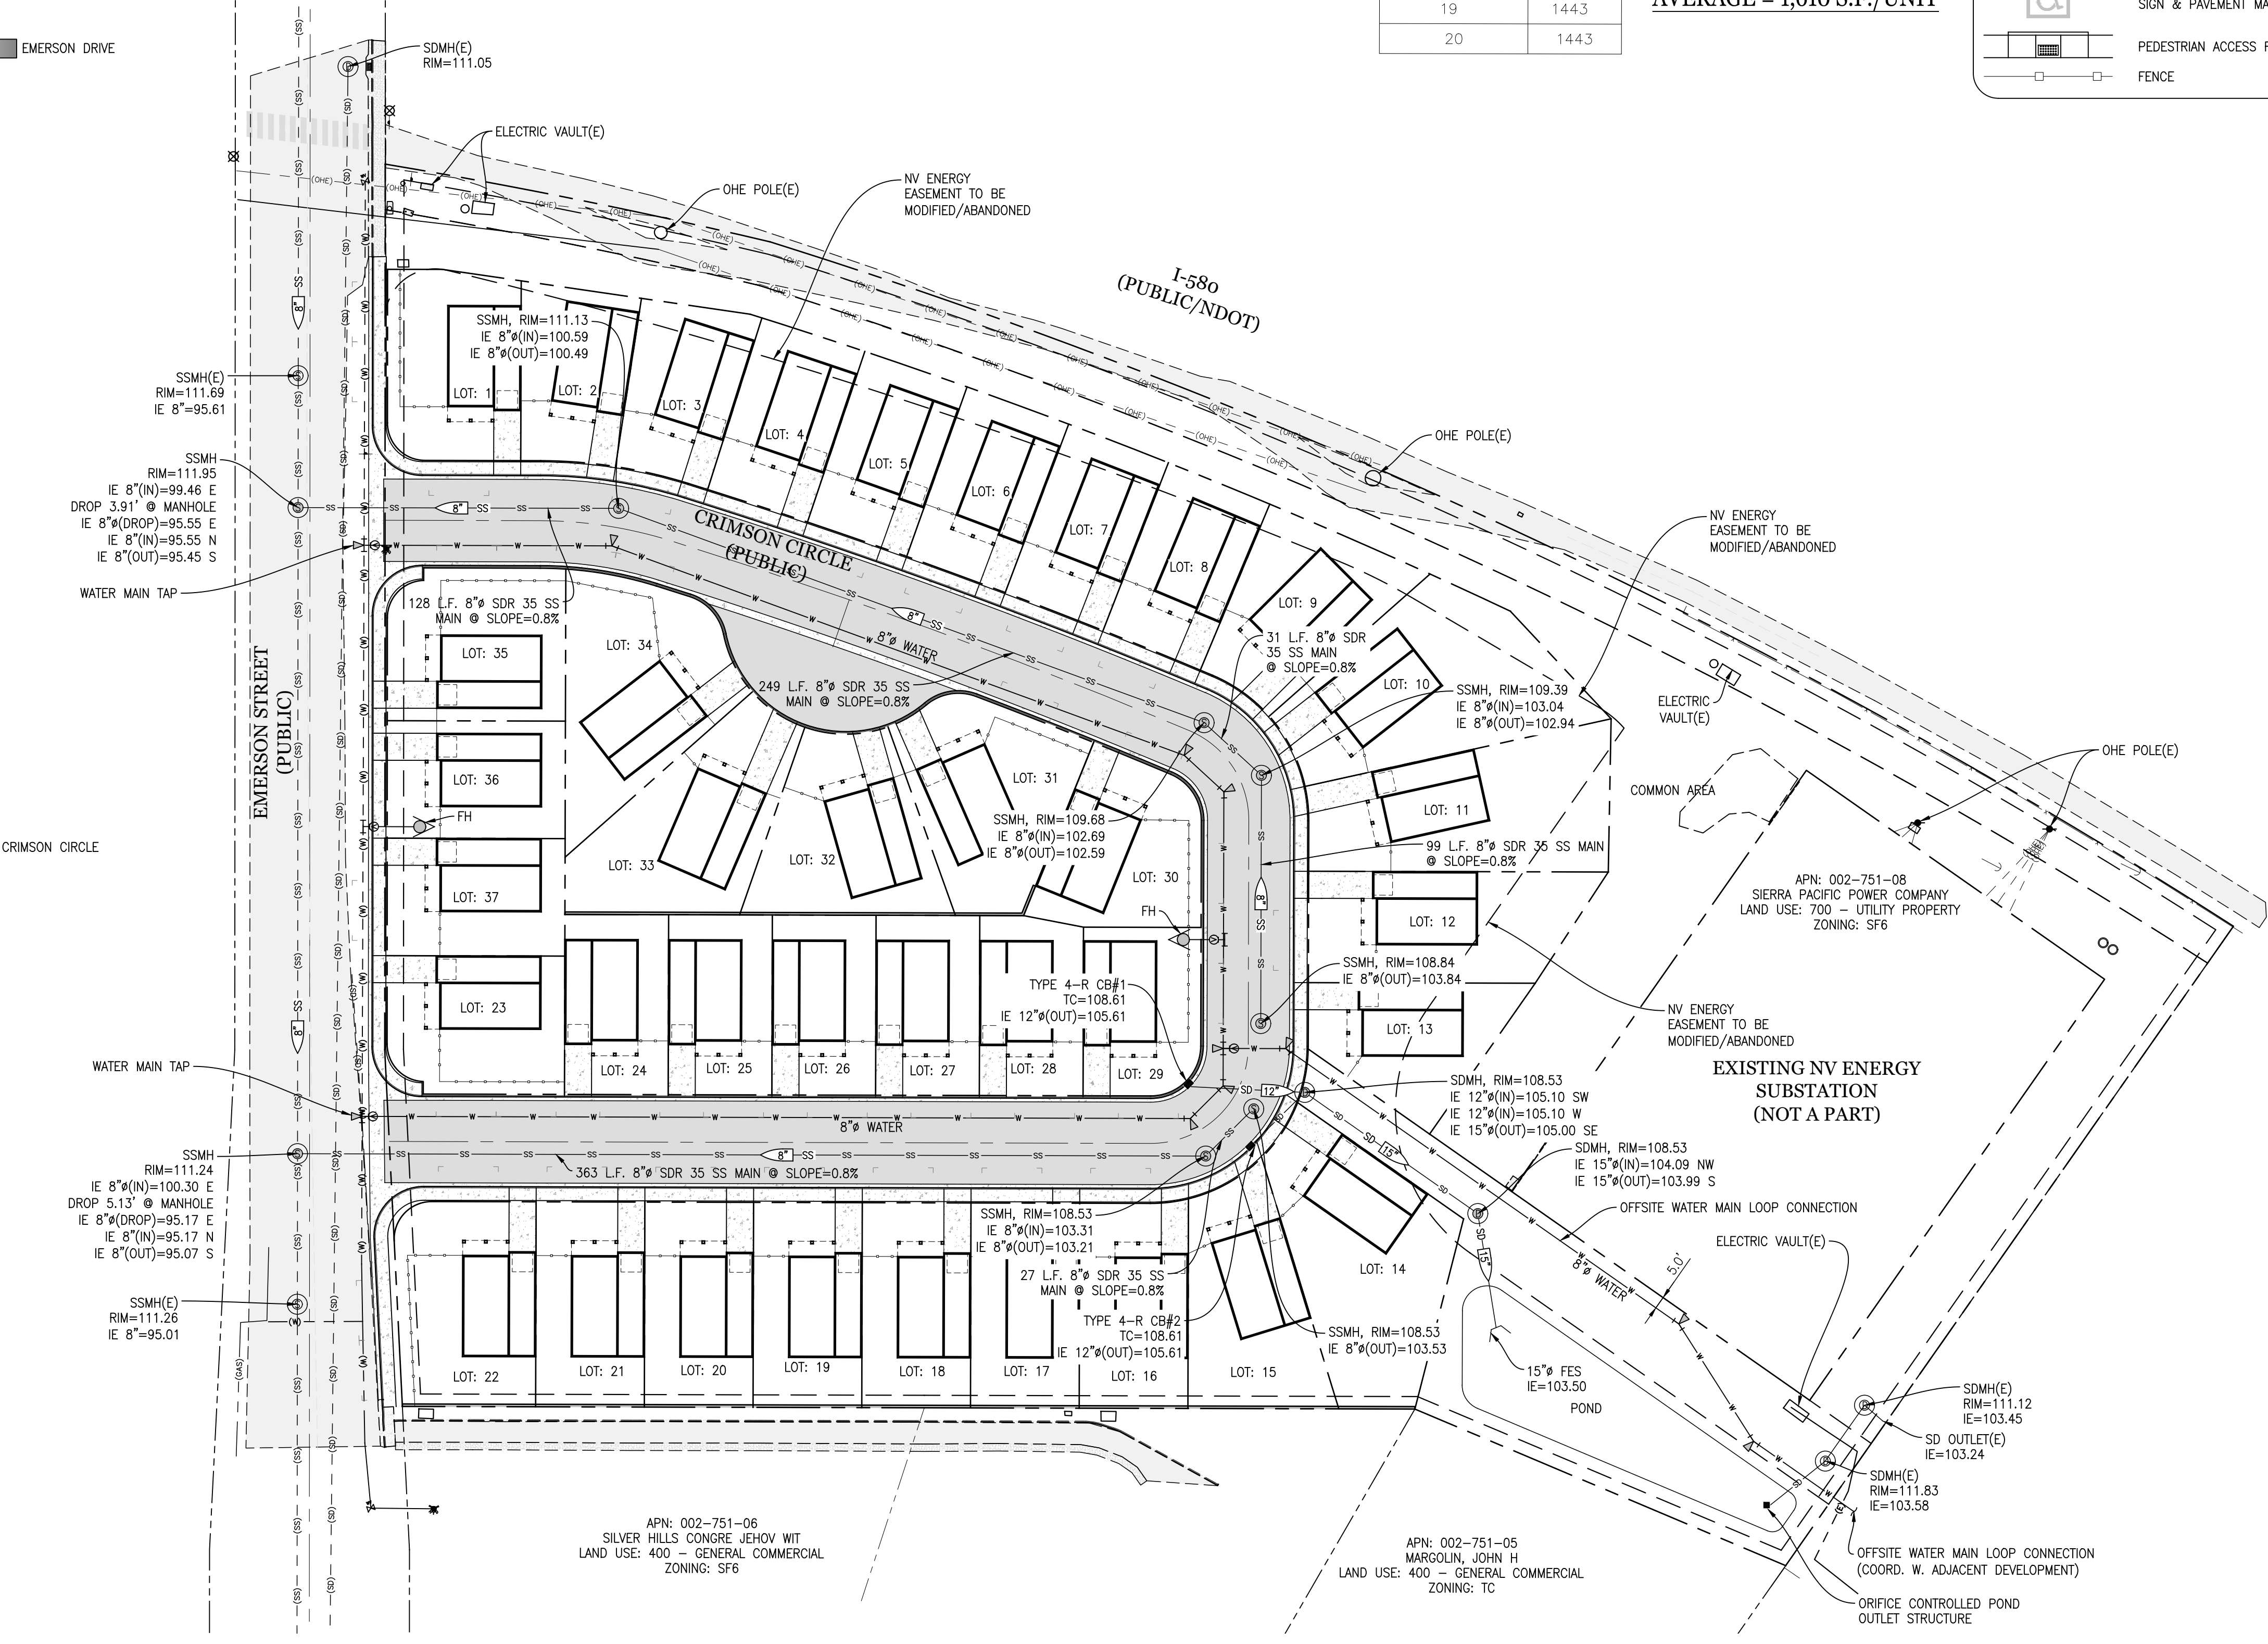 19 1443
20 1443
AVERAGE = 1,010 S.F./UNIT
SIGN & PAVEMENT MA
PEDESTRIAN ACCESS
FENCE
EMERSON DRIVE
CRIMSON CIRCLE
SDMH(E)
RIM=111.05
ELECTRIC VAULT(E)
OHE POLE(E)
NV ENERGY
EASEMENT TO BE
MODIFIED/ABANDONED
I-580
(PUBLIC/NDOT)
SSMH, RIM=111.13
IE 8"ø(IN)=100.59
IE 8"ø(OUT)=100.49
SSMH(E)
RIM=111.69
IE 8"=95.61
SSMH
RIM=111.95
IE 8"(IN)=99.46 E
DROP 3.91' @ MANHOLE
IE 8"ø(DROP)=95.55 E
IE 8"(IN)=95.55 N
IE 8"(OUT)=95.45 S
WATER MAIN TAP
EMERSON STREET
(PUBLIC)
LOT: 1
LOT: 2
LOT: 3
LOT: 4
LOT: 5
LOT: 6
LOT: 7
LOT: 8
LOT: 9
LOT: 10
LOT: 11
LOT: 12
LOT: 13
OHE POLE(E)
CRIMSON CIRCLE
(PUBLIC)
8"ø WATER
128 L.F. 8"ø SDR 35 SS
MAIN @ SLOPE=0.8%
249 L.F. 8"ø SDR 35 SS
MAIN @ SLOPE=0.8%
31 L.F. 8"ø SDR
35 SS MAIN
@ SLOPE=0.8%
SSMH, RIM=109.39
IE 8"ø(IN)=103.04
IE 8"ø(OUT)=102.94
NV ENERGY
EASEMENT TO BE
MODIFIED/ABANDONED
ELECTRIC
VAULT(E)
OHE POLE(E)
COMMON AREA
LOT: 35
LOT: 34
LOT: 36
FH
LOT: 37
LOT: 33
LOT: 32
LOT: 31
LOT: 30
FH
SSMH, RIM=109.68
IE 8"ø(IN)=102.69
IE 8"ø(OUT)=102.59
99 L.F. 8"ø SDR 35 SS MAIN
@ SLOPE=0.8%
APN: 002-751-08
SIERRA PACIFIC POWER COMPANY
LAND USE: 700 - UTILITY PROPERTY
ZONING: SF6
SSMH, RIM=108.84
IE 8"ø(OUT)=103.84
TYPE 4-R CB#1
TC=108.61
IE 12"ø(OUT)=105.61
NV ENERGY
EASEMENT TO BE
MODIFIED/ABANDONED
EXISTING NV ENERGY
SUBSTATION
(NOT A PART)
LOT: 23
LOT: 24
LOT: 25
LOT: 26
LOT: 27
LOT: 28
LOT: 29
WATER MAIN TAP
8"ø WATER
363 L.F. 8"ø SDR 35 SS MAIN @ SLOPE=0.8%
SSMH
RIM=111.24
IE 8"ø(IN)=100.30 E
DROP 5.13' @ MANHOLE
IE 8"ø(DROP)=95.17 E
IE 8"(IN)=95.17 N
IE 8"(OUT)=95.07 S
SSMH(E)
RIM=111.26
IE 8"=95.01
SDMH, RIM=108.53
IE 12"ø(IN)=105.10 SW
IE 12"ø(IN)=105.10 W
IE 15"ø(OUT)=105.00 SE
SDMH, RIM=108.53
IE 15"ø(IN)=104.09 NW
IE 15"ø(OUT)=103.99 S
OFFSITE WATER MAIN LOOP CONNECTION
ELECTRIC VAULT(E)
8"ø WATER
5.0'
SSMH, RIM=108.53
IE 8"ø(IN)=103.31
IE 8"ø(OUT)=103.21
27 L.F. 8"ø SDR 35 SS
MAIN @ SLOPE=0.8%
TYPE 4-R CB#2
TC=108.61
IE 12"ø(OUT)=105.61
SSMH, RIM=108.53
IE 8"ø(OUT)=103.53
LOT: 14
LOT: 15
LOT: 16
LOT: 17
LOT: 18
LOT: 19
LOT: 20
LOT: 21
LOT: 22
15"ø FES
IE=103.50
POND
SDMH(E)
RIM=111.12
IE=103.45
SD OUTLET(E)
IE=103.24
SDMH(E)
RIM=111.83
IE=103.58
OFFSITE WATER MAIN LOOP CONNECTION
(COORD. W. ADJACENT DEVELOPMENT)
ORIFICE CONTROLLED POND
OUTLET STRUCTURE
APN: 002-751-06
SILVER HILLS CONGRE JEHOV WIT
LAND USE: 400 - GENERAL COMMERCIAL
ZONING: SF6
APN: 002-751-05
MARGOLIN, JOHN H
LAND USE: 400 - GENERAL COMMERCIAL
ZONING: TC